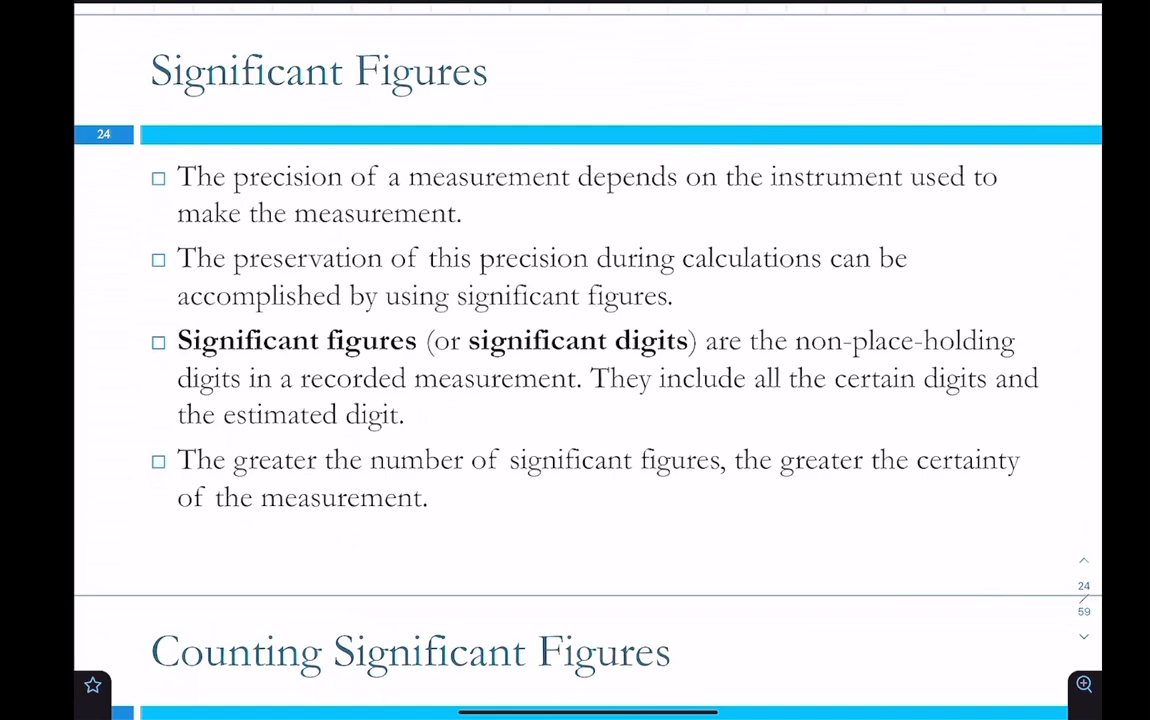 Significant Figures
24
The precision of a measurement depends on the instrument used to
make the measurement.
The preservation of this precision during calculations can be
accomplished by using significant figures.
Significant figures (or significant digits) are the non-place-holding
digits in a recorded measurement. They include all the certain digits and
the estimated digit.
The greater the number of significant figures, the greater the certainty
of the measurement.
24
/
59
Counting Significant Figures